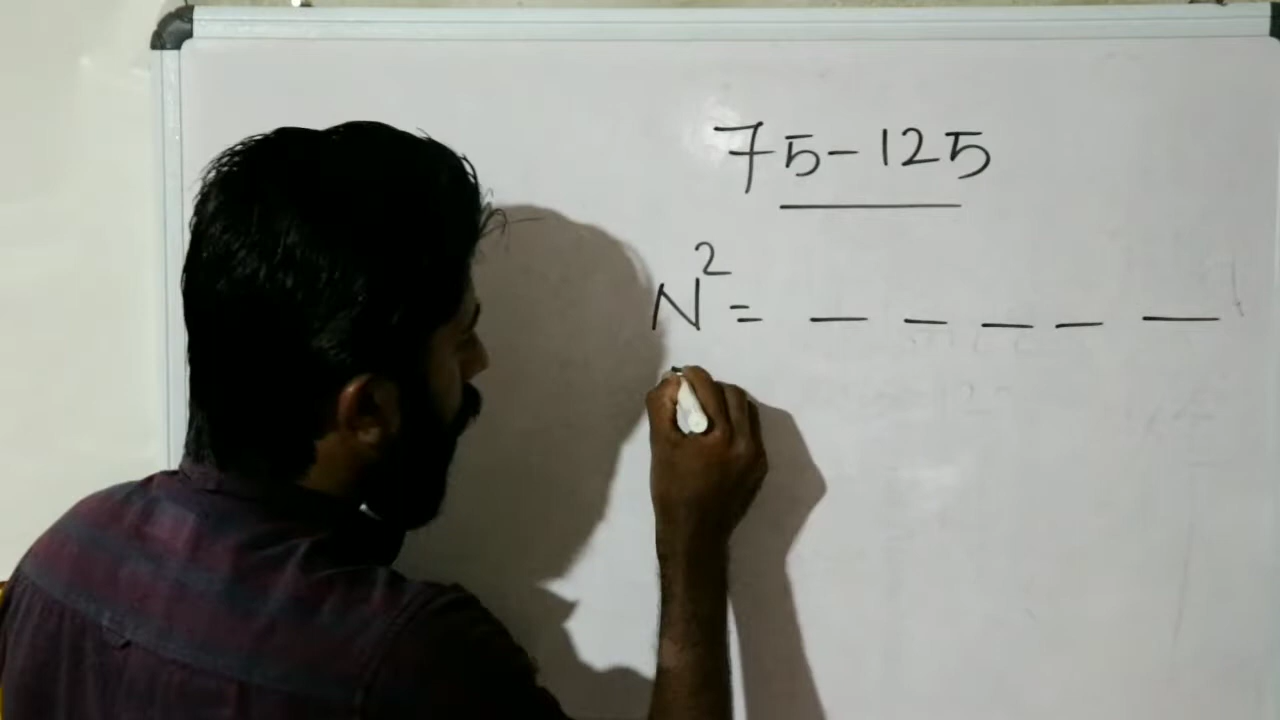 75-125
N²= _ _ _ _ _